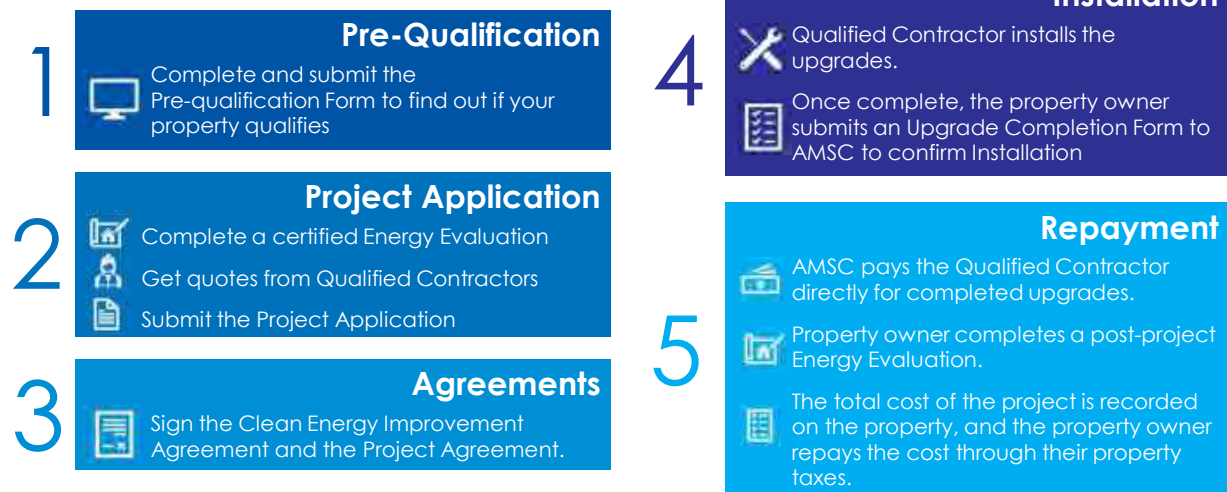 1
Pre-Qualification
Complete and submit the
Pre-qualification Form to find out if your
property qualifies
2
Project Application
Complete a certified Energy Evaluation
Get quotes from Qualified Contractors
Submit the Project Application
3
Agreements
Sign the Clean Energy Improvement
Agreement and the Project Agreement.
4
Installation
Qualified Contractor installs the
upgrades.
Once complete, the property owner
submits an Upgrade Completion Form to
AMSC to confirm Installation
5
Repayment
AMSC pays the Qualified Contractor
directly for completed upgrades.
Property owner completes a post-project
Energy Evaluation.
The total cost of the project is recorded
on the property, and the property owner
repays the cost through their property
taxes.